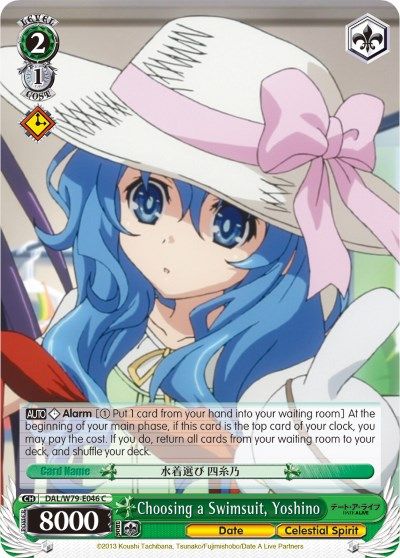 LEVEL
2
1
COST
AUTO Alarm [① Put 1 card from your hand into your waiting room] At the
beginning of your main phase, if this card is the top card of your clock, you
may pay the cost. If you do, return all cards from your waiting room to your
deck, and shuffle your deck.
Card Name
水着選び 四糸乃
CH DAL/W79-E046 C
Choosing a Swimsuit, Yoshino
デート・ア・ライブ
DATE A LIVE
POWER
8000
Date
Celestial Spirit
©2013 Koushi Tachibana, Tsunako/Fujimishobo/Date A Live Partners